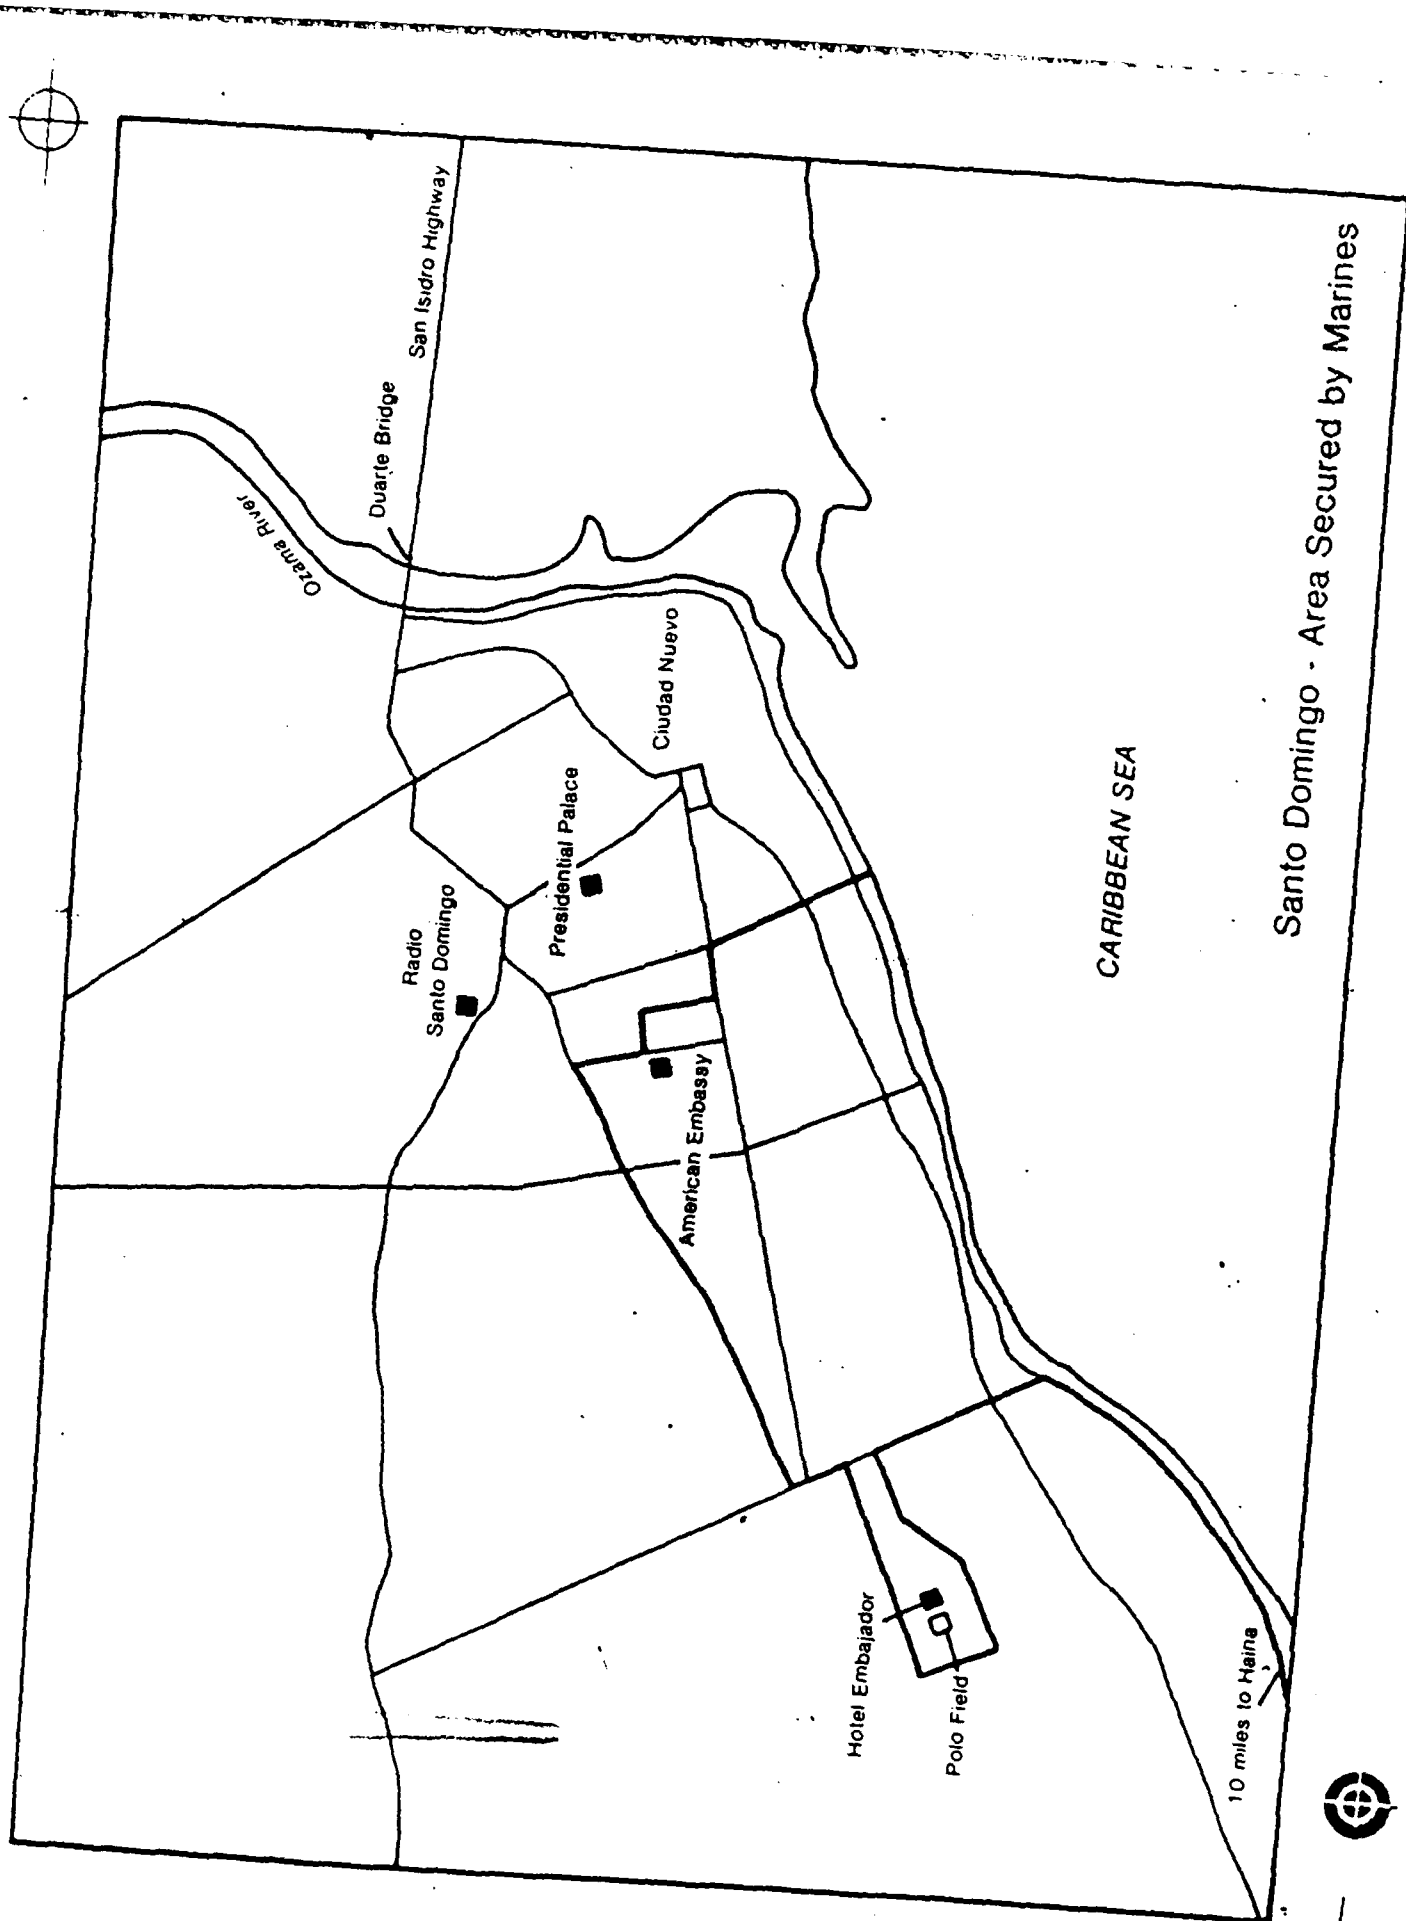 San Isidro Highway
Duarte Bridge
Ozama River
Ciudad Nuevo
Presidential Palace
Radio
Santo Domingo
American Embassy
Hotel Embajador
Polo Field
10 miles to Haina
CARIBBEAN SEA
Santo Domingo - Area Secured by Marines